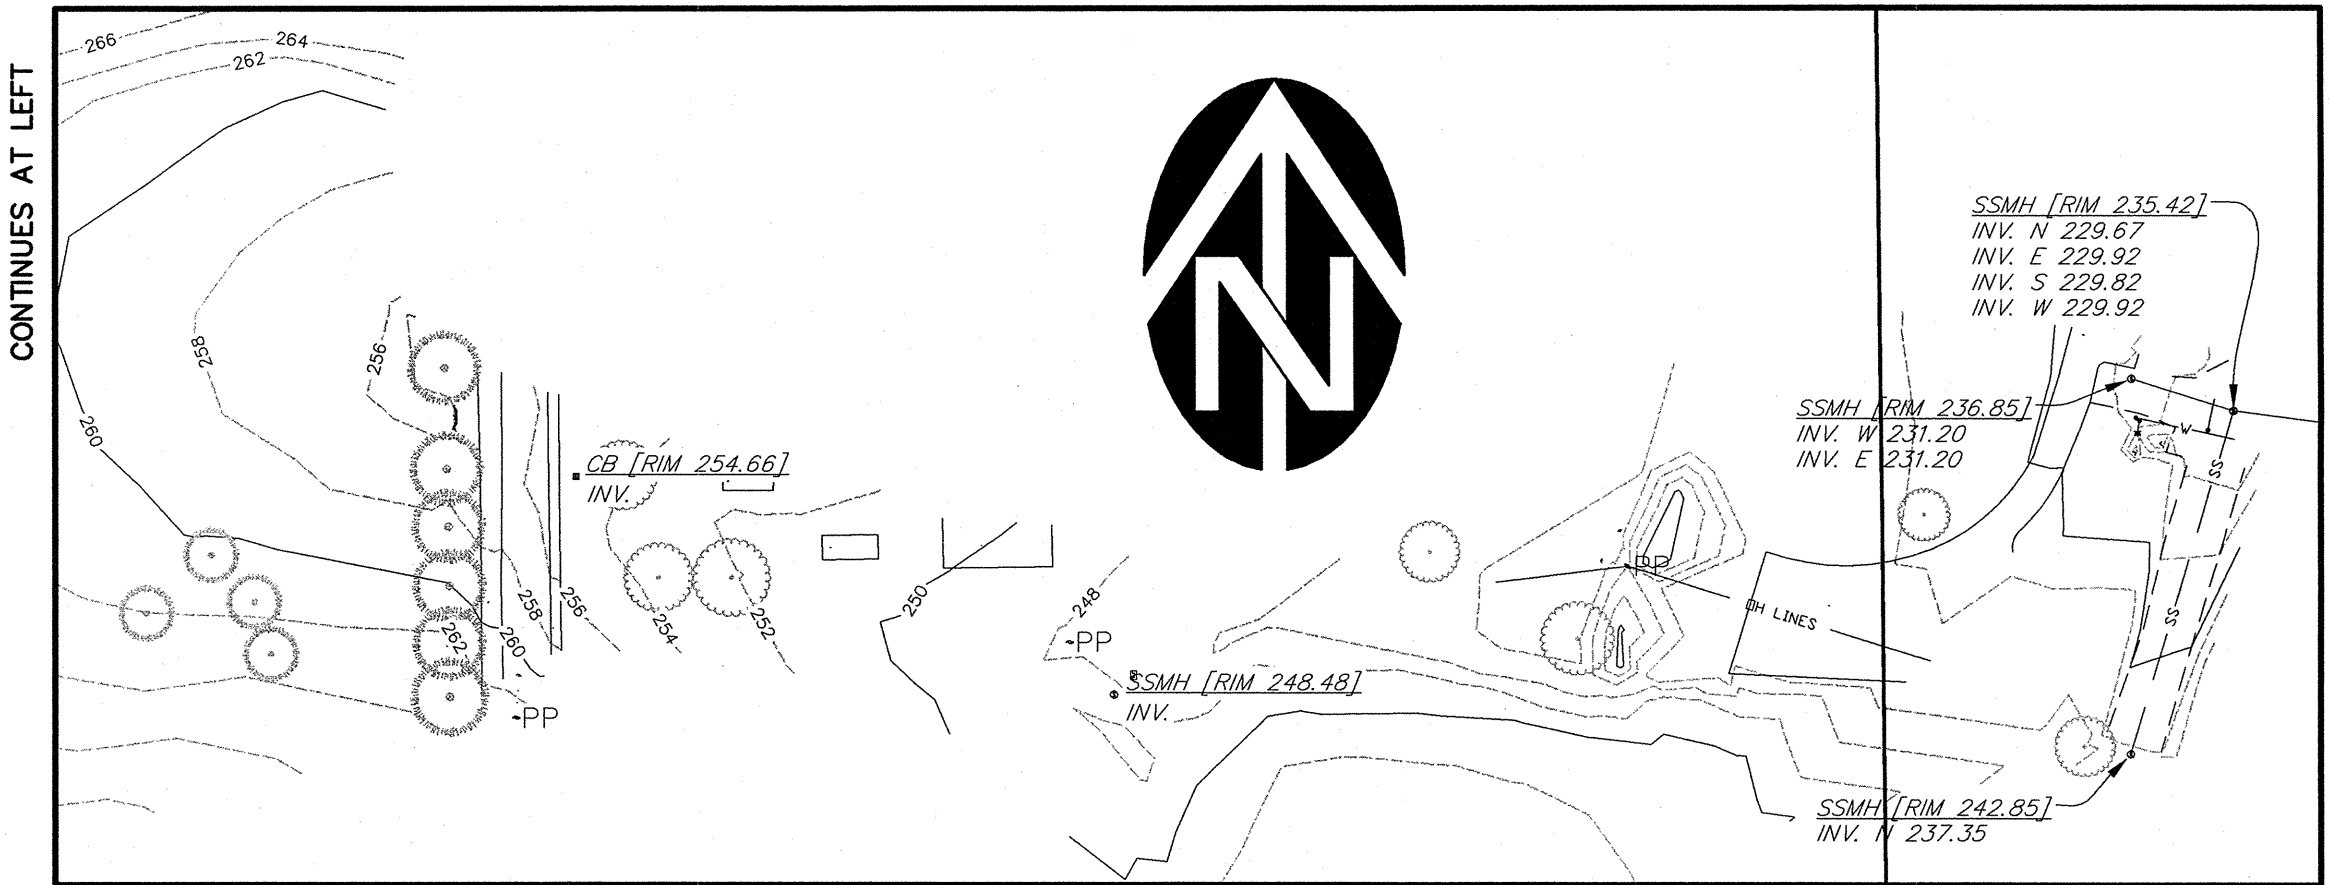 CONTINUES AT LEFT
266
264
262
258
256
260
262
258
256
260
254
252
250
248
CB [RIM 254.66]
INV.
PP
PP
SSMH [RIM 248.48]
INV.
N
PP
OH LINES
SSMH [RIM 235.42]
INV. N 229.67
INV. E 229.92
INV. S 229.82
INV. W 229.92
SSMH [RIM 236.85]
INV. W 231.20
INV. E 231.20
W
SS
SS
SSMH [RIM 242.85]
INV. N 237.35